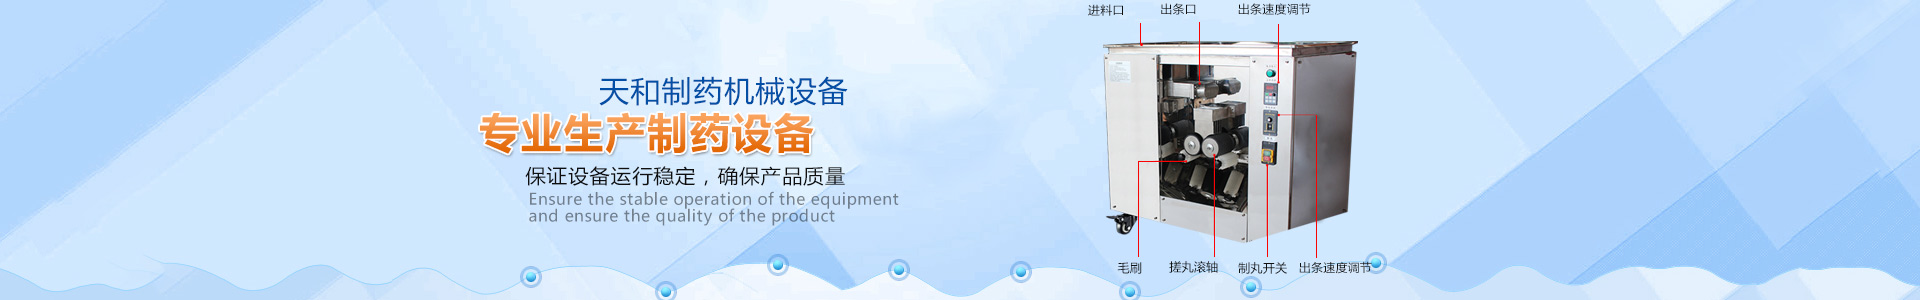 进料口
出条口
出条速度调节
天和制药机械设备
专业生产制药设备
保证设备运行稳定，确保产品质量
Ensure the stable operation of the equipment
and ensure the quality of the product
毛刷
搓丸滚轴
制丸开关
出条速度调节